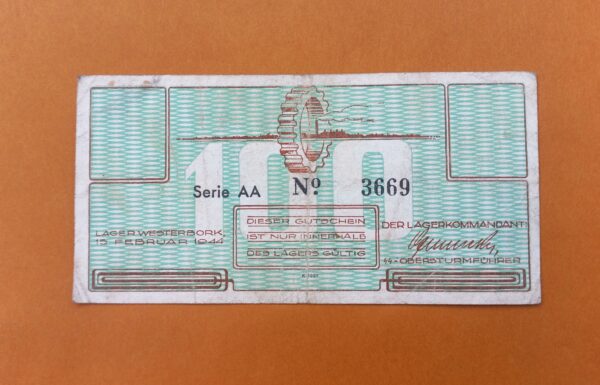 100
Serie AA Nº 3669
LAGER WESTERBORK,
15 FEBRUAR 1944
DIESER GUTSCHEIN
IST NUR INNERHALB
DES LAGERS GÜLTIG
DER LAGERKOMMANDANT:
SS-OBERSTURMFÜHRER